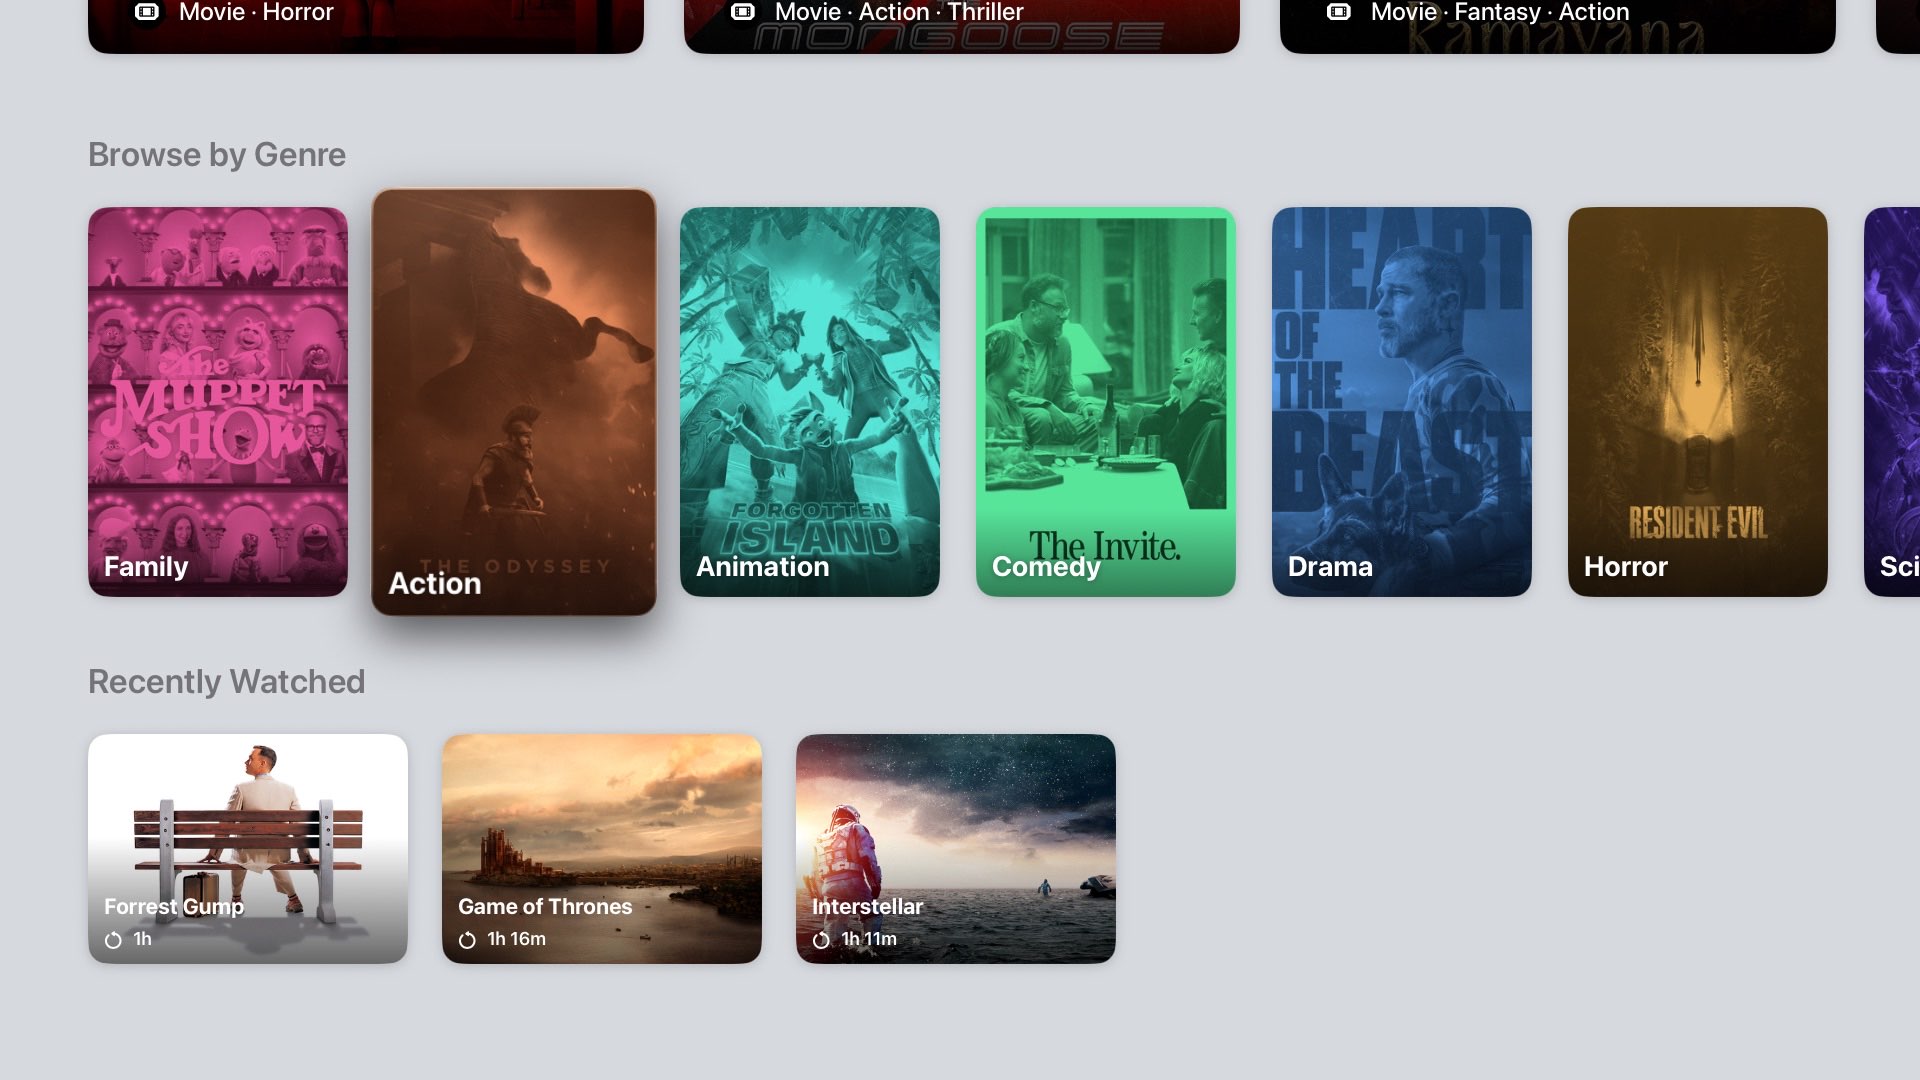 Movie · Horror
Movie · Action · Thriller
MONGOOSE
Movie · Fantasy · Action
Ramayana
Browse by Genre
The
MUPPET
SHOW
Family
THE ODYSSEY
Action
FORGOTTEN
ISLAND
Animation
The Invite.
Comedy
HEART
OF
THE
BEAST
Drama
RESIDENT EVIL
Horror
Sci
Recently Watched
Forrest Gump
1h
Game of Thrones
1h 16m
Interstellar
1h 11m